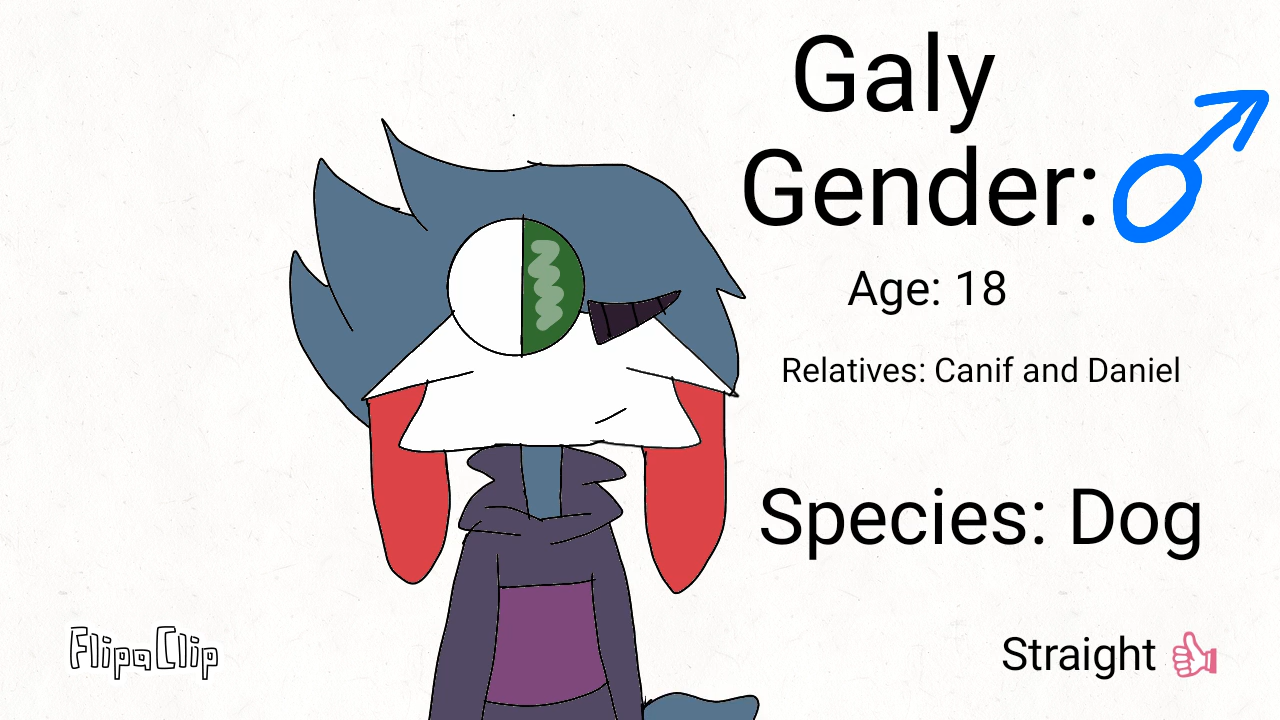 Galy
Gender:
Age: 18
Relatives: Canif and Daniel
Species: Dog
Straight
FlipaClip